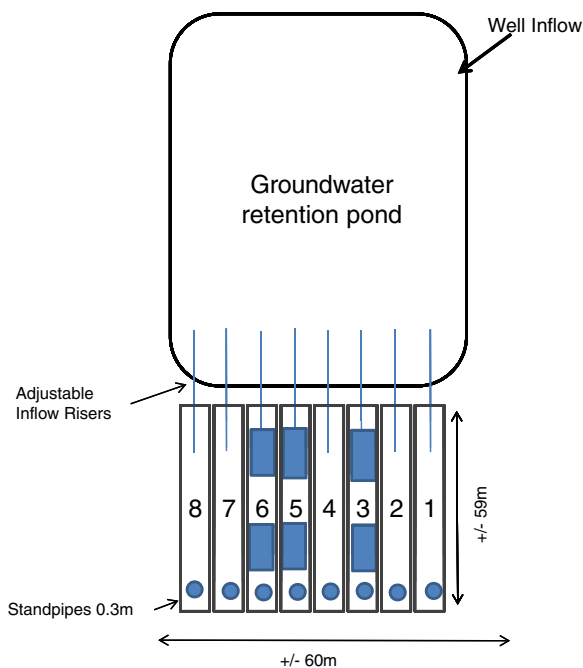 Well Inflow
Groundwater
retention pond
Adjustable
Inflow Risers
8 7 6 5 4 3 2 1
+/- 59m
Standpipes 0.3m
+/- 60m